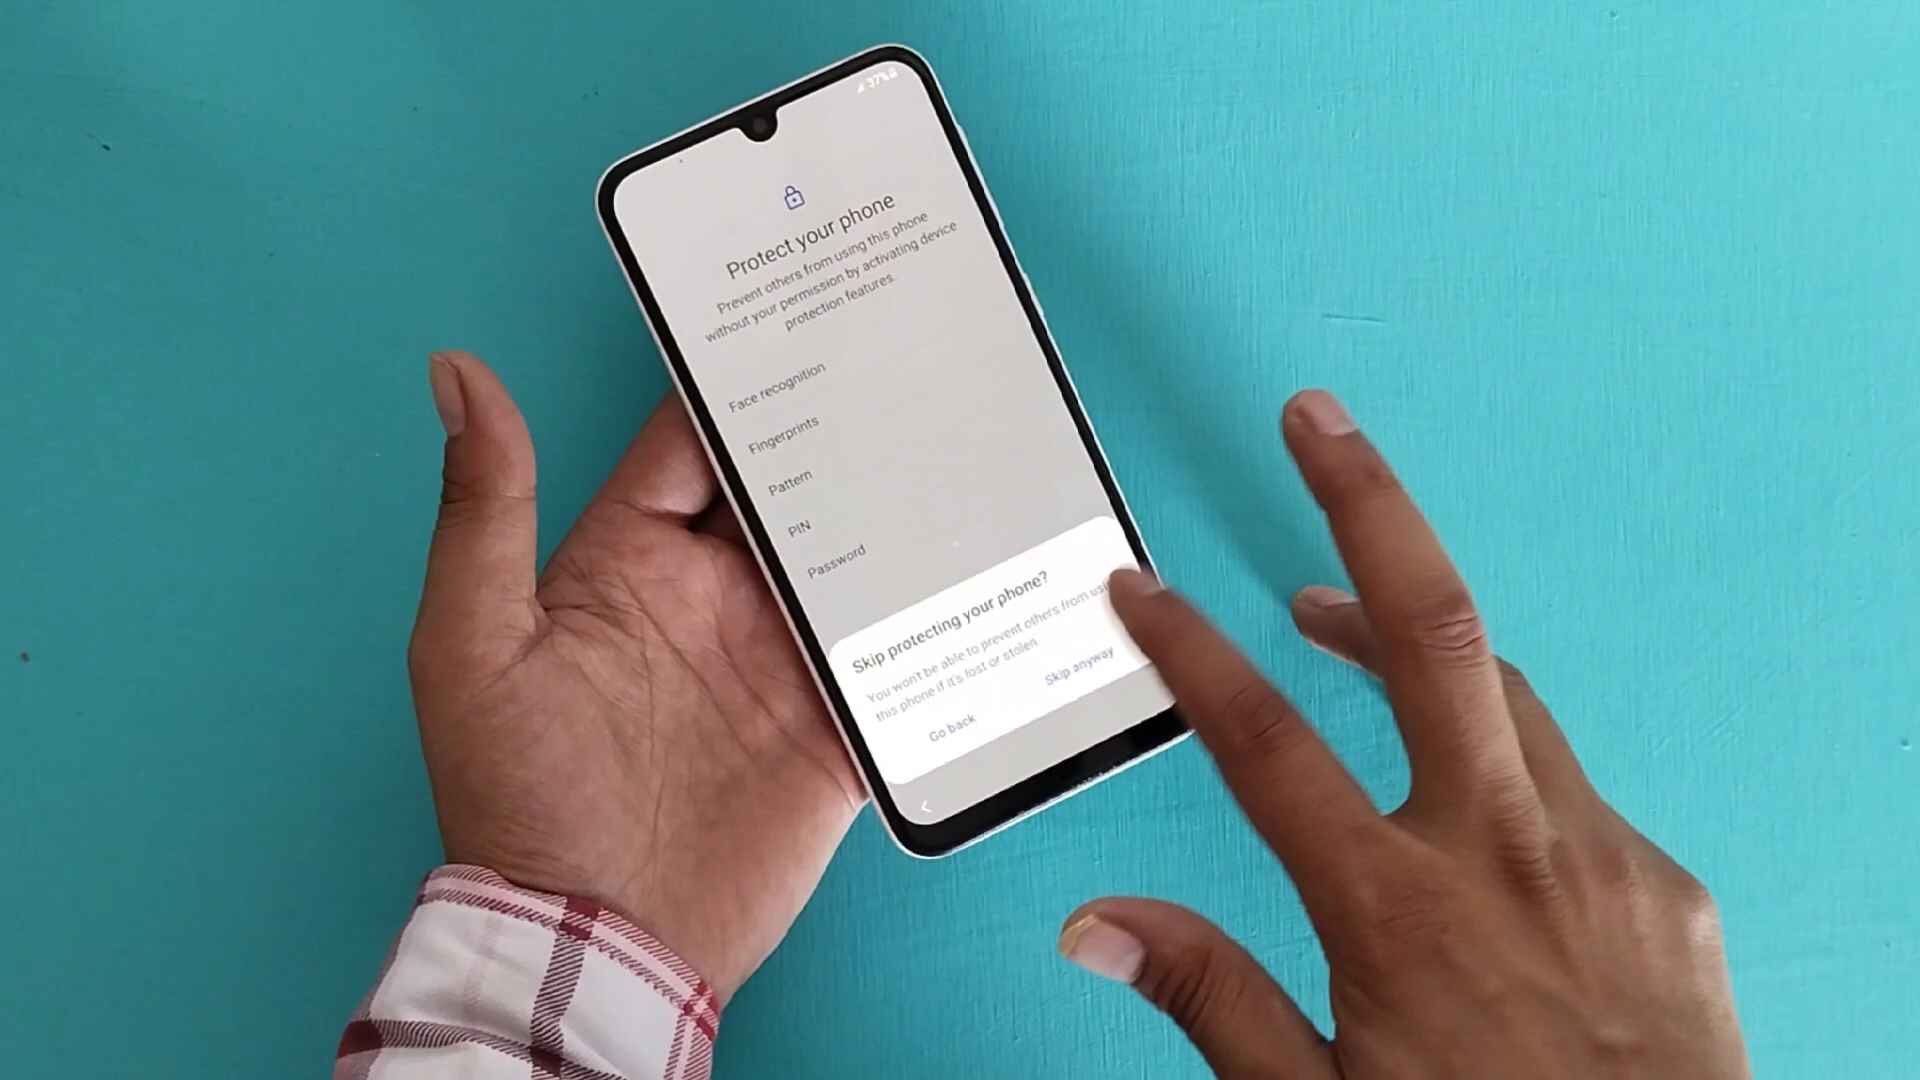 37%
Protect your phone
Prevent others from using this phone
without your permission by activating device
protection features.
Face recognition
Fingerprints
Pattern
PIN
Password
Skip protecting your phone?
You won't be able to prevent others from
this phone if it's lost or stolen.
Go back
Skip anyway